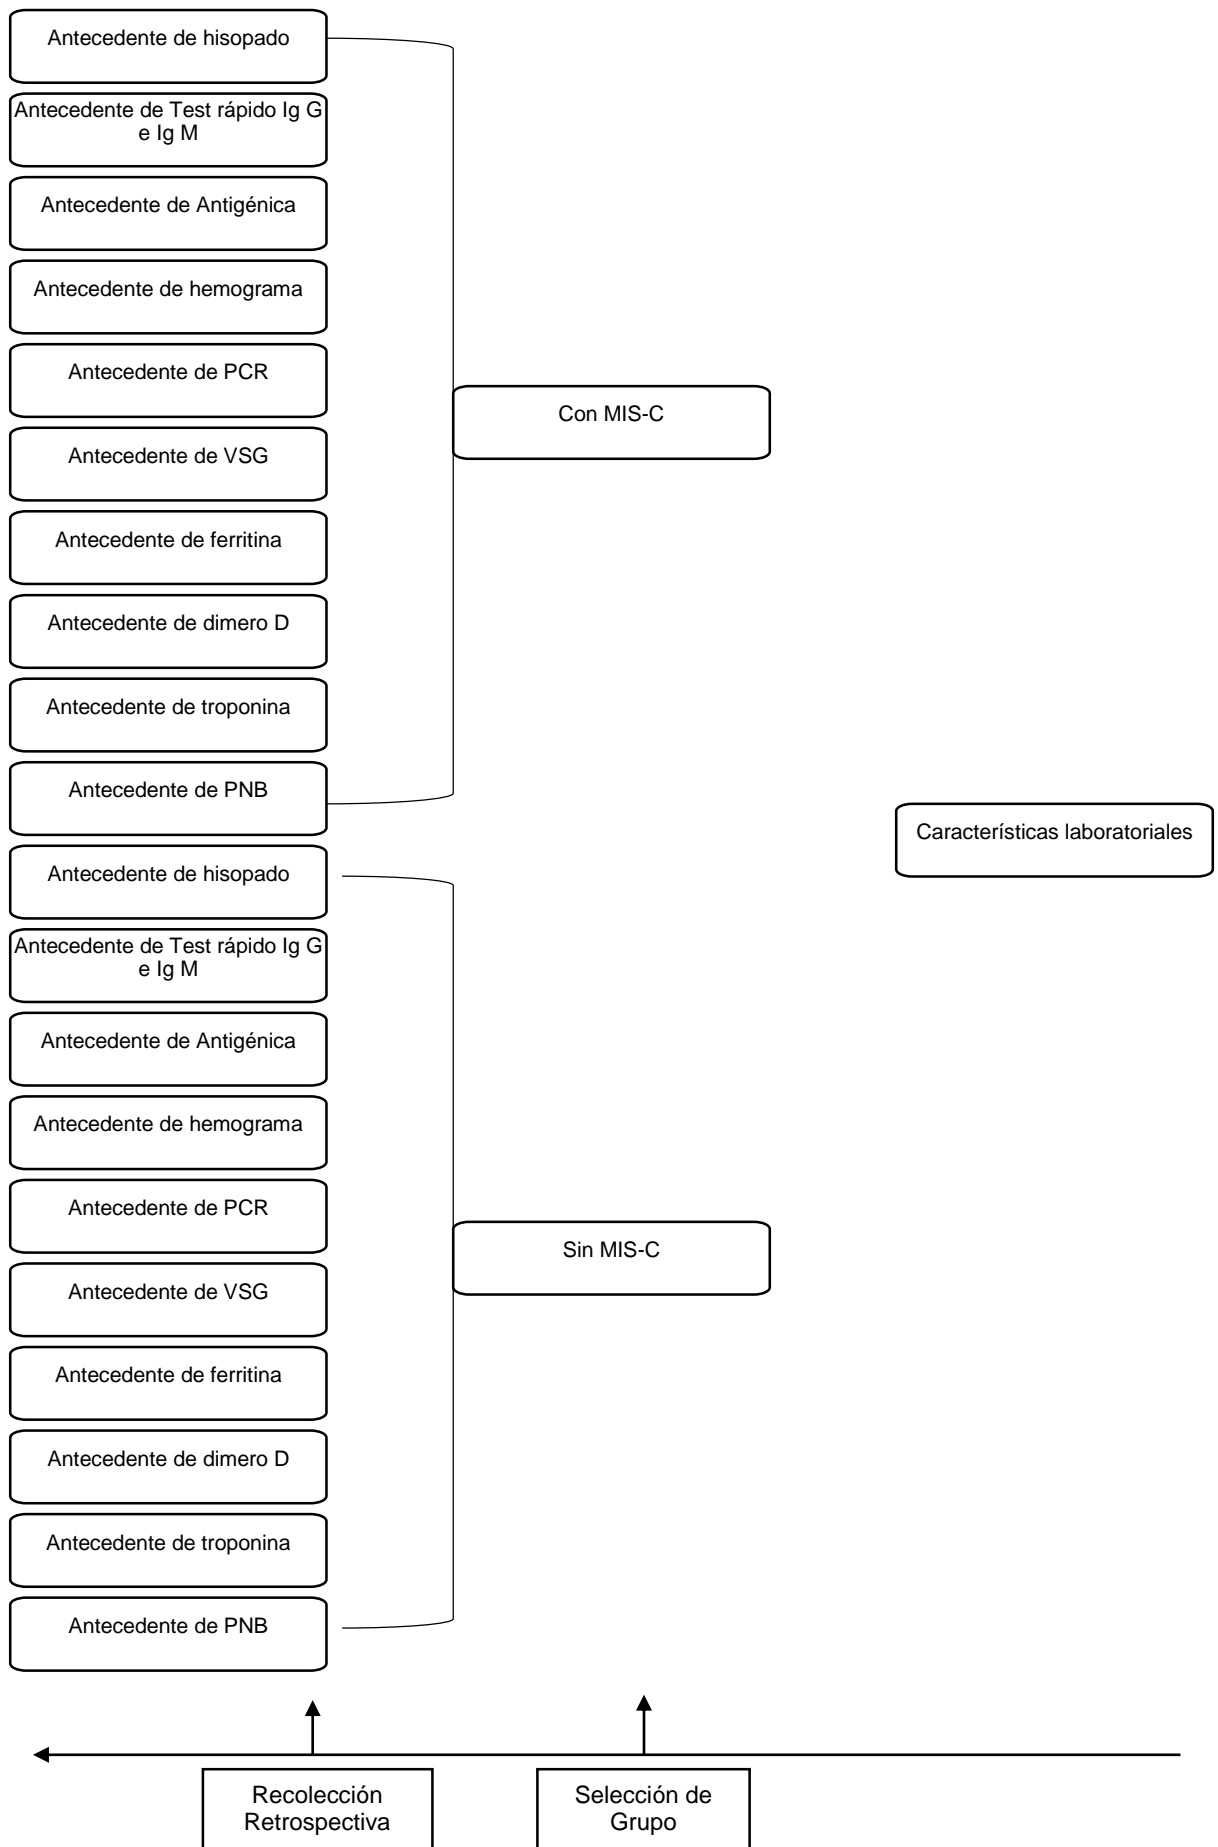 Antecedente de hisopado
Antecedente de Test rápido Ig G
e Ig M
Antecedente de Antigénica
Antecedente de hemograma
Antecedente de PCR
Antecedente de VSG
Antecedente de ferritina
Antecedente de dimero D
Antecedente de troponina
Antecedente de PNB
Con MIS-C
Características laboratoriales
Antecedente de hisopado
Antecedente de Test rápido Ig G
e Ig M
Antecedente de Antigénica
Antecedente de hemograma
Antecedente de PCR
Antecedente de VSG
Antecedente de ferritina
Antecedente de dimero D
Antecedente de troponina
Antecedente de PNB
Sin MIS-C
Recolección
Retrospectiva
Selección de
Grupo